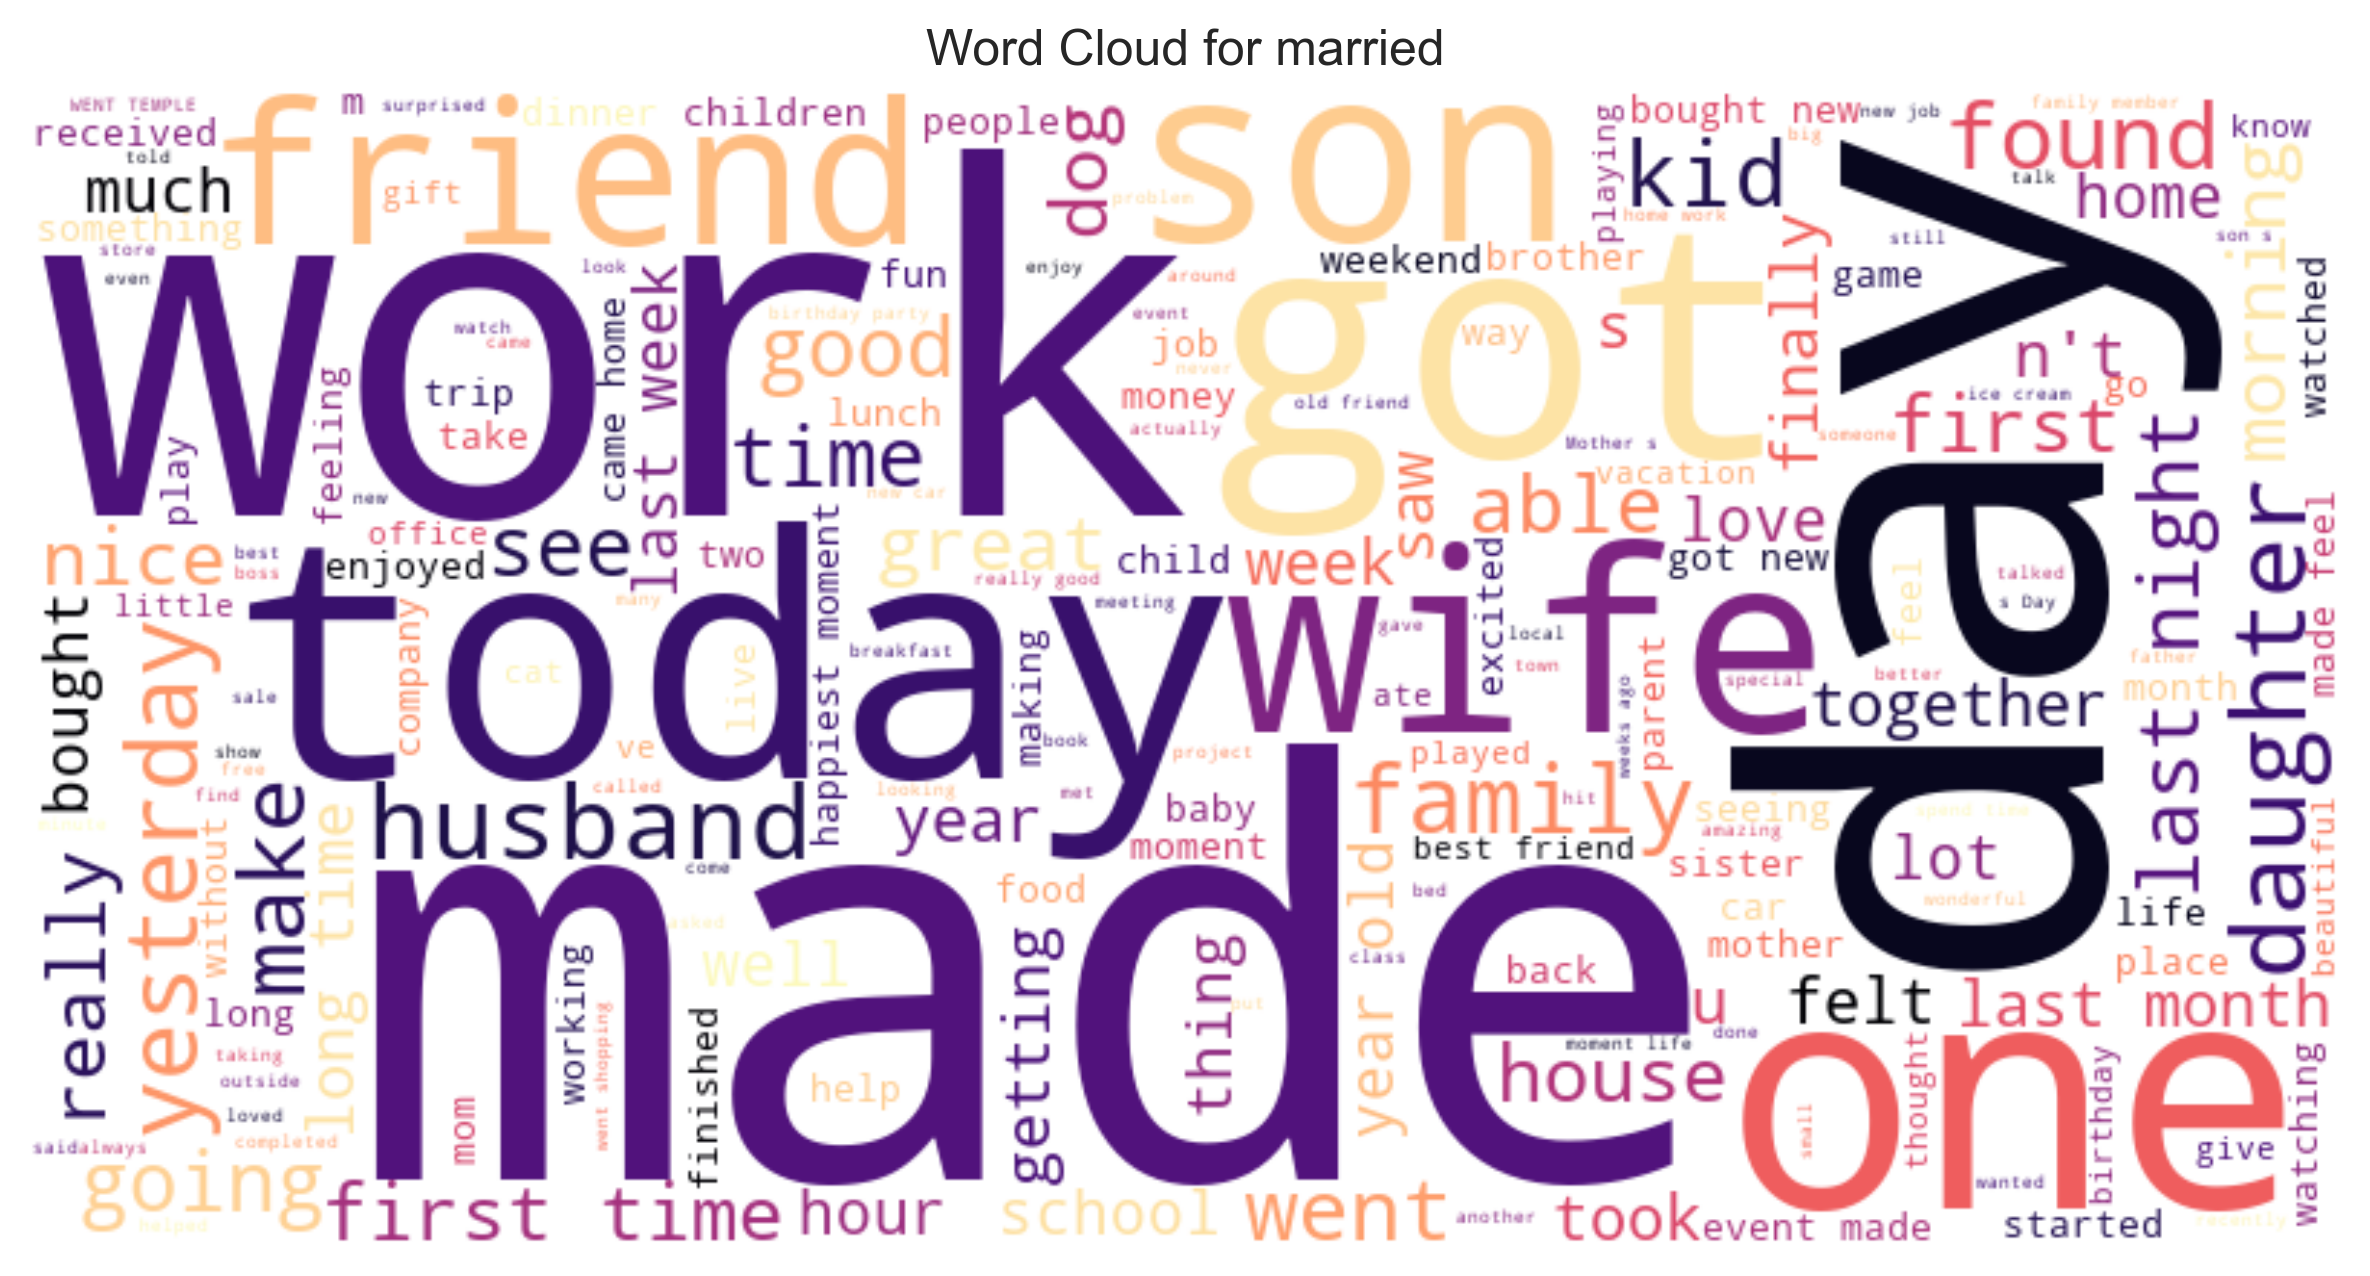 Word Cloud for married
WENT TEMPLE
m
surprised
dinner
children
people
dog
bought new
new job
family member
found
know
received
told
friend
son
playing
big
kid
talk
home
morning
much
gift
problem
home work
something
store
even
work
look
fun
enjoy
around
weekend
brother
got
finally
still
son s
game
day
watched
watch
came
came home
last week
birthday party
good
event
job
never
way
s
n't
go
trip
take
feeling
lunch
money
old friend
actually
ice cream
first
someone
play
time
Mother s
vacation
new
new car
saw
able
love
last night
daughter
made feel
nice
best
boss
office
enjoyed
see
two
great
child
really good
week
excited
got new
feel
talked
s Day
little
today
many
happiest moment
meeting
wife
gave
local
town
bought
really
yesterday
company
cat
live
breakfast
making
ate
weeks ago
parent
special
better
together
father
month
sale
show
free
ve
book
project
played
find
make
husband
called
looking
met
year
baby
moment
family
hit
seeing
amazing
spend time
minute
without
long time
come
best friend
sister
lot
beautiful
made
asked
well
food
getting
thing
put
year old
bed
class
car
mother
wonderful
life
place
back
u
felt
last month
long
working
went shopping
finished
taking
outside
loved
completed
mom
help
moment life
done
house
one
small
thought
birthday
watching
said
always
going
helped
first time
hour
school
went
another
took
event made
wanted
give
started
recently